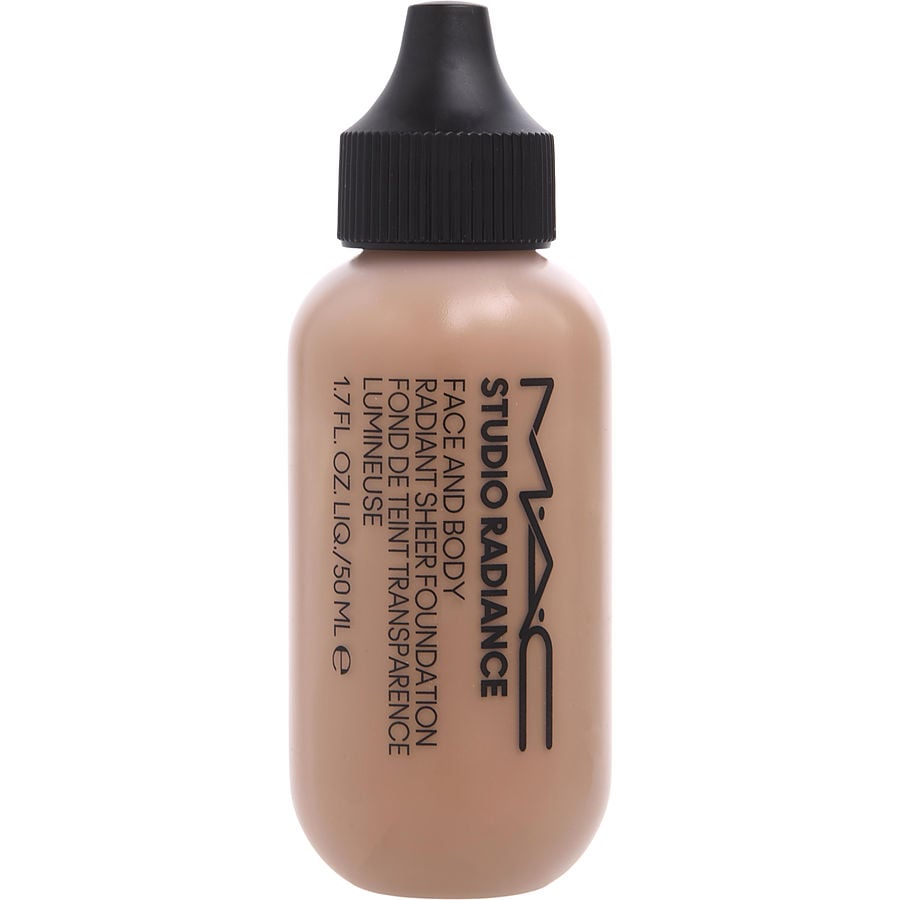 MAC
STUDIO RADIANCE
FACE AND BODY
RADIANT SHEER FOUNDATION
FOND DE TEINT TRANSPARENCE
LUMINEUSE
1.7 FL. OZ. LIQ./50 ML ℮